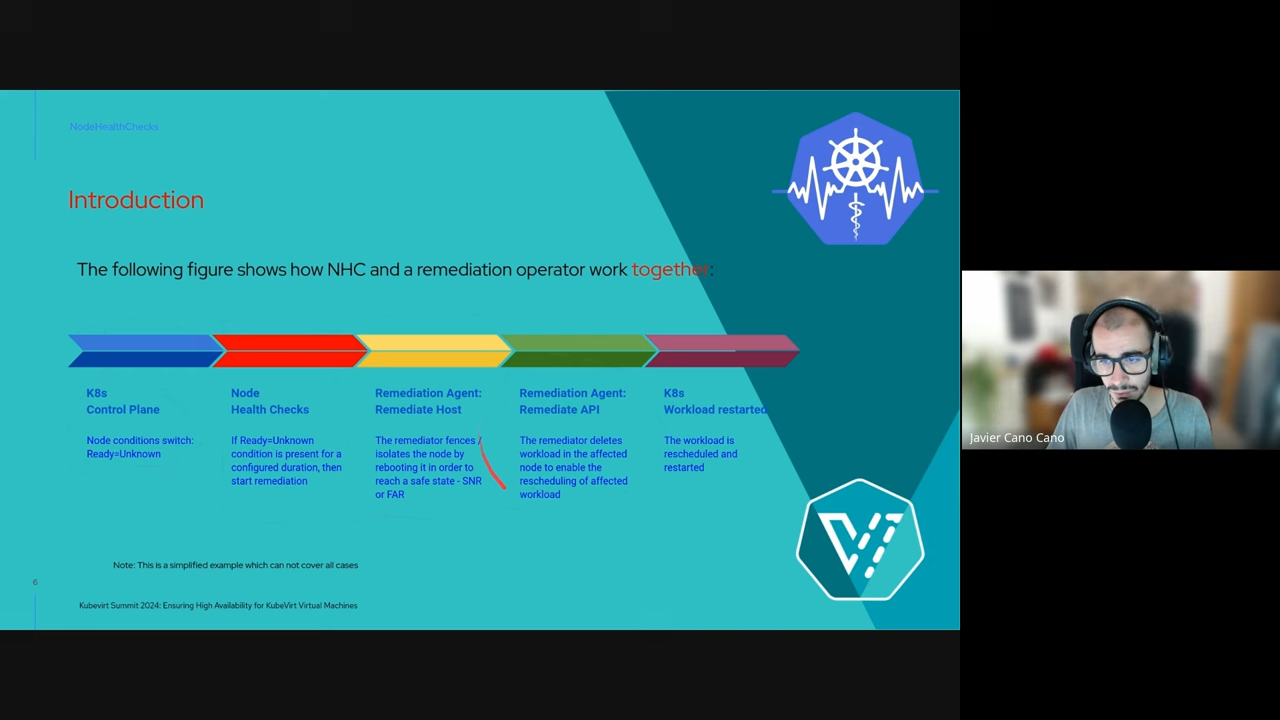 NodeHealthChecks
Introduction
The following figure shows how NHC and a remediation operator work together:
K8s
Control Plane
Node conditions switch:
Ready=Unknown
Node
Health Checks
If Ready=Unknown
condition is present for a
configured duration, then
start remediation
Remediation Agent:
Remediate Host
The remediator fences /
isolates the node by
rebooting it in order to
reach a safe state - SNR
or FAR
Remediation Agent:
Remediate API
The remediator deletes
workload in the affected
node to enable the
rescheduling of affected
workload
K8s
Workload restarted
The workload is
rescheduled and
restarted
Note: This is a simplified example which can not cover all cases
6
Kubevirt Summit 2024: Ensuring High Availability for KubeVirt Virtual Machines
Javier Cano Cano